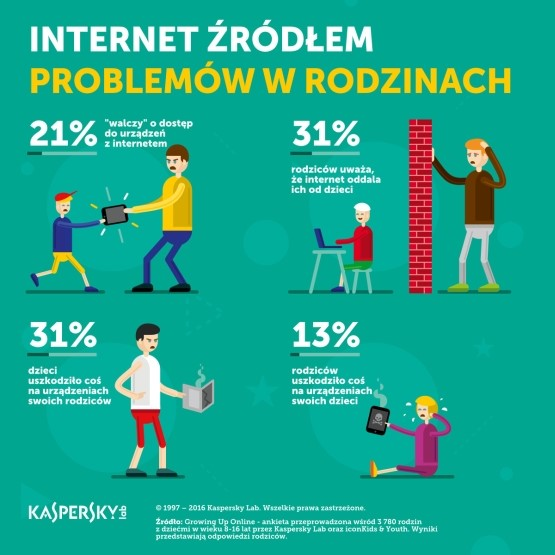 INTERNET ŹRÓDŁEM
PROBLEMÓW W RODZINACH
21%
"walczy" o dostęp
do urządzeń
z internetem
31%
rodziców uważa,
że internet oddala
ich od dzieci
31%
dzieci
uszkodziło coś
na urządzeniach
swoich rodziców
13%
rodziców
uszkodziło coś
na urządzeniach
swoich dzieci
KASPERSKY lab
© 1997 – 2016 Kaspersky Lab. Wszelkie prawa zastrzeżone.
Źródło: Growing Up Online - ankieta przeprowadzona wśród 3 780 rodzin
z dziećmi w wieku 8-16 lat przez Kaspersky Lab oraz iconKids & Youth. Wyniki
przedstawiają odpowiedzi rodziców.